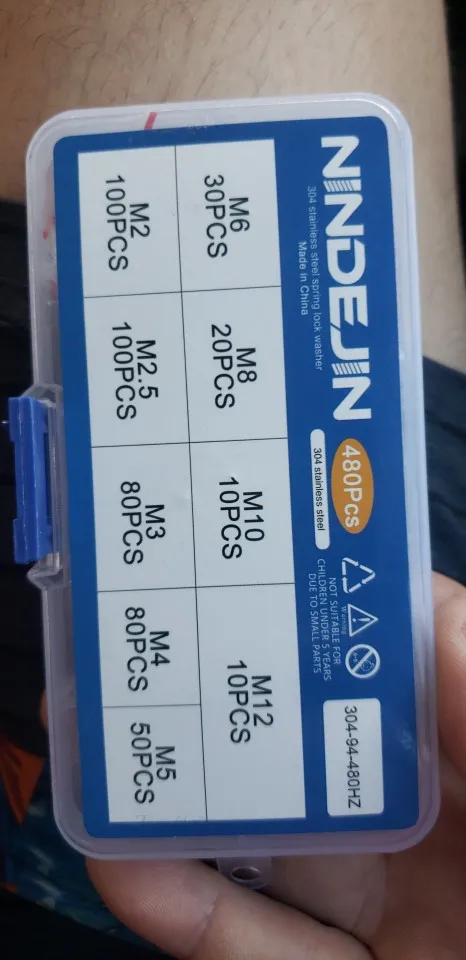 NINDEJIN
304 stainless steel spring lock washer
Made in China
480Pcs
304 stainless steel
Warning
NOT SUITABLE FOR
CHILDREN UNDER 5 YEARS
DUE TO SMALL PARTS
304-94-480HZ
M6
30PCS
M8
20PCS
M10
10PCS
M12
10PCS
M2
100PCS
M2.5
100PCS
M3
80PCS
M4
80PCS
M5
50PCS